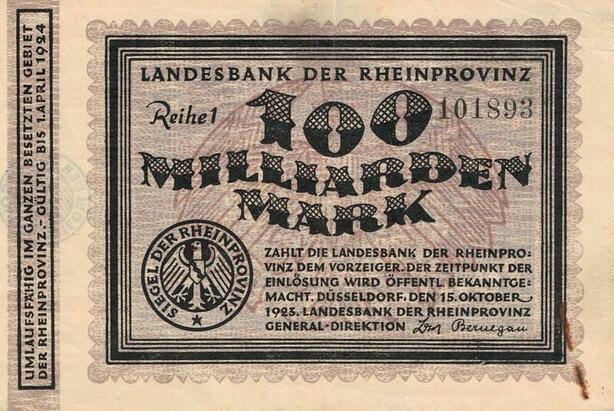 UMLAUFSFÄHIG IM GANZEN BESETZTEN GEBIET
DER RHEINPROVINZ.-GÜLTIG BIS 1.APRIL 1924
LANDESBANK DER RHEINPROVINZ
Reihe 1
100
101893
MILLIARDEN
MARK
SIEGEL DER RHEINPROVINZ
ZAHLT DIE LANDESBANK DER RHEINPRO=
VINZ DEM VORZEIGER. DER ZEITPUNKT DER
EINLÖSUNG WIRD ÖFFENTL. BEKANNTGE=
MACHT. DÜSSELDORF, DEN 15.OKTOBER
1923. LANDESBANK DER RHEINPROVINZ
GENERAL=DIREKTION Bernegau